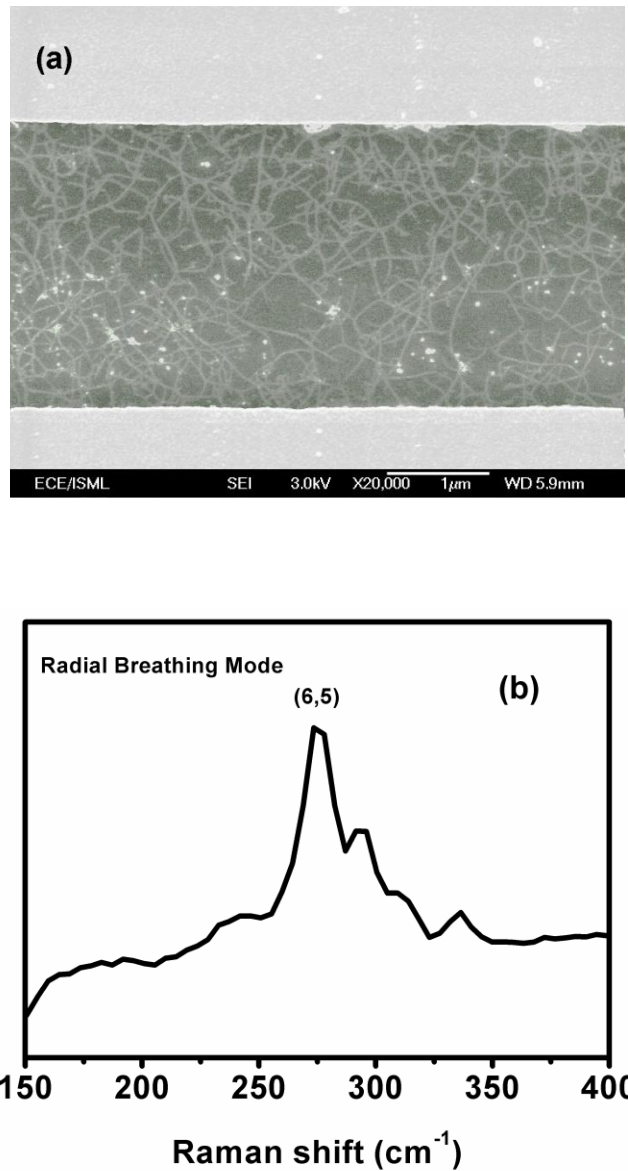 (a)
ECE/ISML SEI 3.0kV X20,000 1μm WD 5.9mm
Radial Breathing Mode
(b)
(6,5)
150 200 250 300 350 400
Raman shift (cm⁻¹)